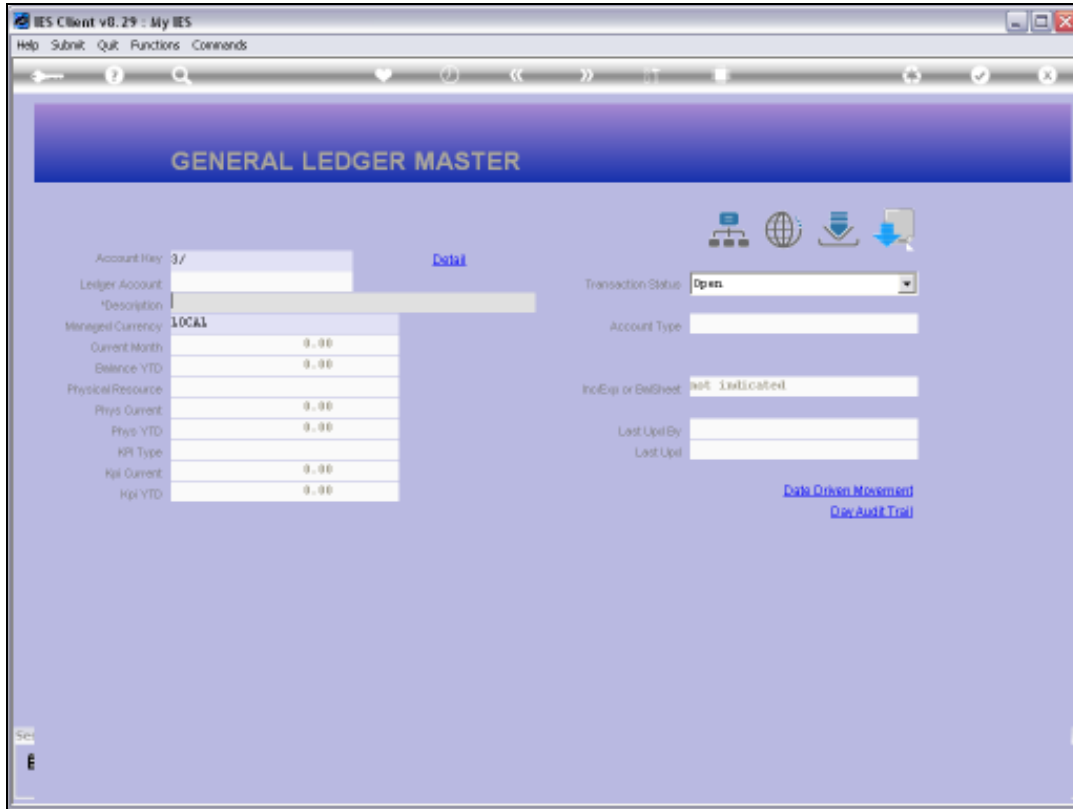 IES Client v8.29 : My IES
Help Submit Quit Functions Commands
GENERAL LEDGER MASTER
Account Key 3/ Detail
Ledger Account Transaction Status Open
*Description
Managed Currency LOCAL Account Type
Current Month 0.00
Balance YTD 0.00
Physical Resource Inc/Exp or BalSheet not indicated
Phys Current 0.00
Phys YTD 0.00 Last Upd By
KPI Type Last Upd
Kpi Current 0.00
Kpi YTD 0.00 Date Driven Movement
Day Audit Trail